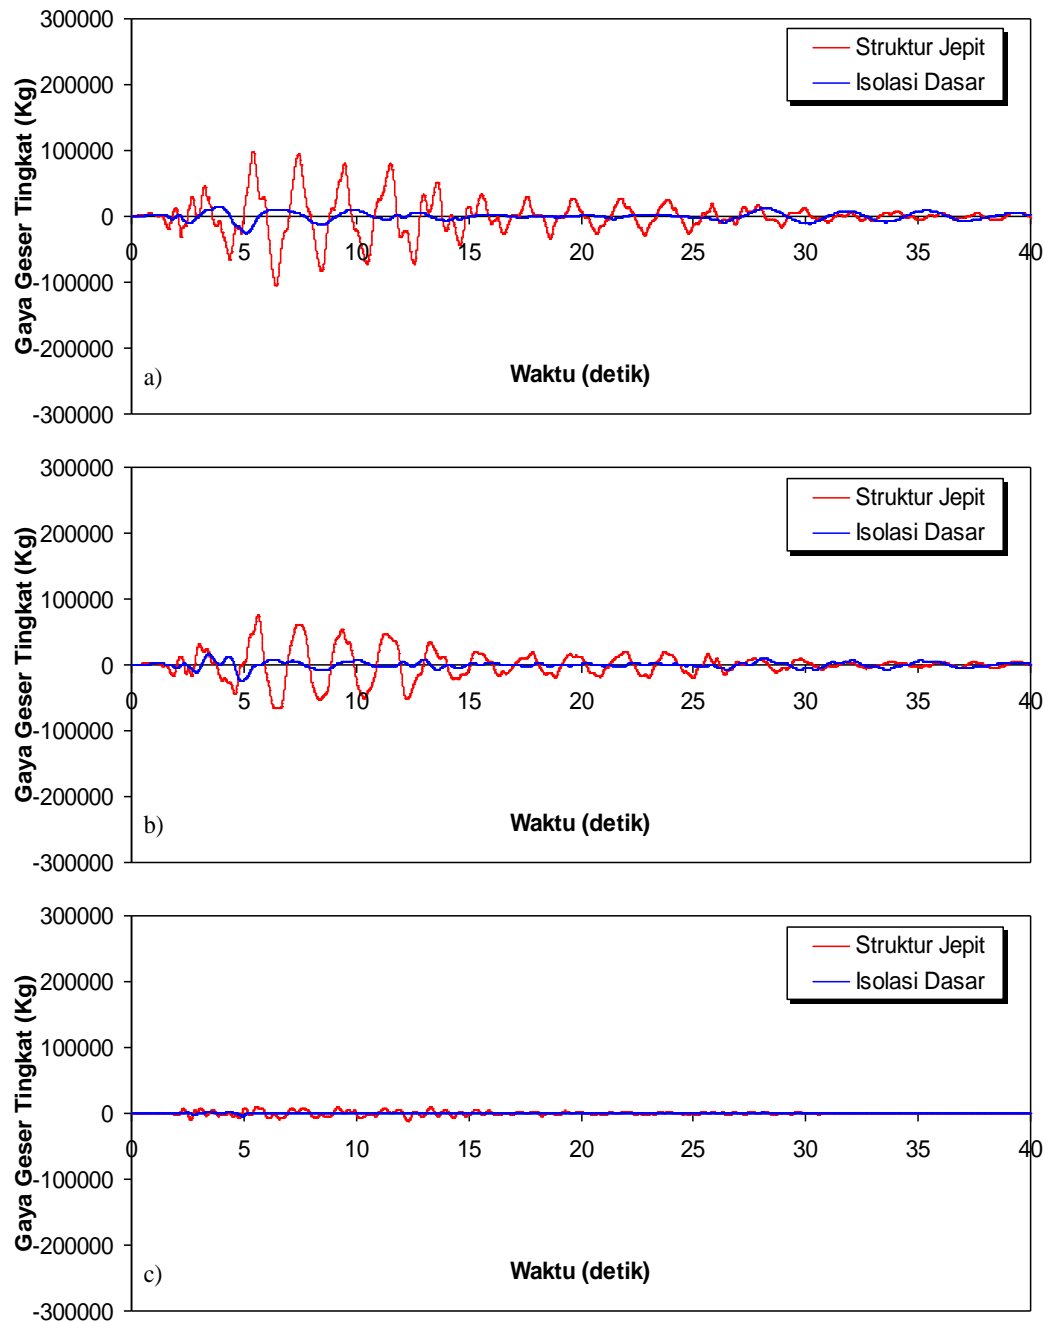 300000
200000
100000
0
-100000
-200000
-300000
Gaya Geser Tingkat (Kg)
Struktur Jepit
Isolasi Dasar
0 5 10 15 20 25 30 35 40
Waktu (detik)
a)
300000
200000
100000
0
-100000
-200000
-300000
Gaya Geser Tingkat (Kg)
Struktur Jepit
Isolasi Dasar
0 5 10 15 20 25 30 35 40
Waktu (detik)
b)
300000
200000
100000
0
-100000
-200000
-300000
Gaya Geser Tingkat (Kg)
Struktur Jepit
Isolasi Dasar
0 5 10 15 20 25 30 35 40
Waktu (detik)
c)